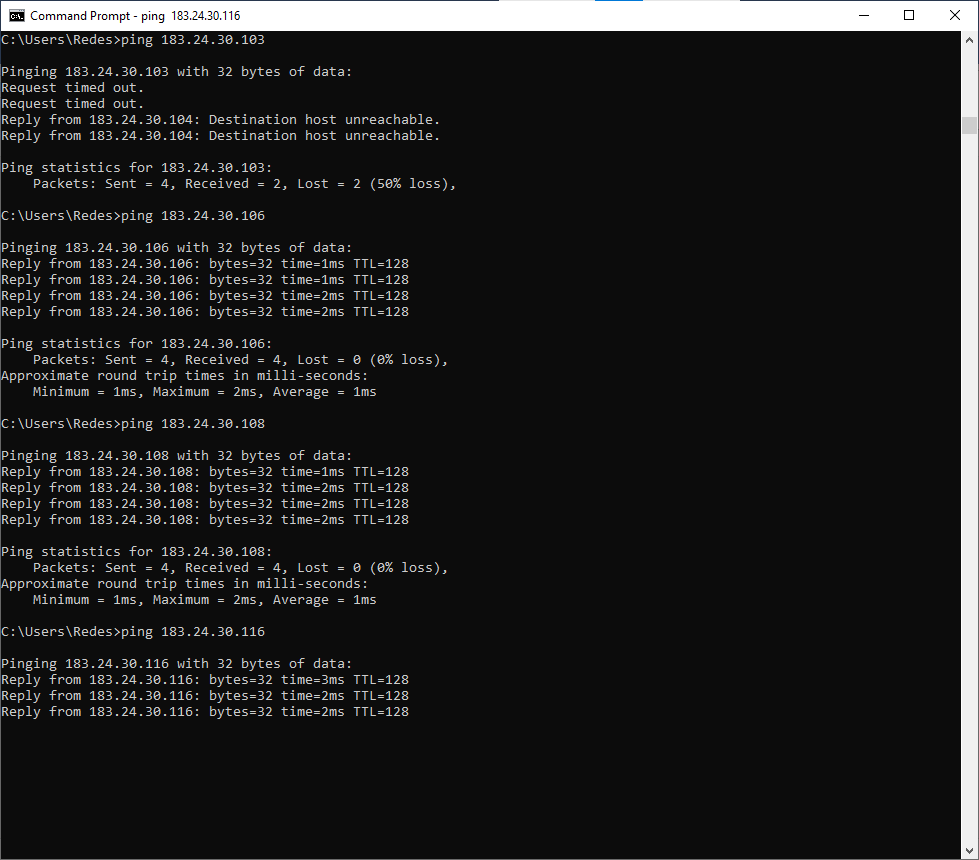 Command Prompt - ping  183.24.30.116
C:\Users\Redes>ping 183.24.30.103
Pinging 183.24.30.103 with 32 bytes of data:
Request timed out.
Request timed out.
Reply from 183.24.30.104: Destination host unreachable.
Reply from 183.24.30.104: Destination host unreachable.
Ping statistics for 183.24.30.103:
    Packets: Sent = 4, Received = 2, Lost = 2 (50% loss),
C:\Users\Redes>ping 183.24.30.106
Pinging 183.24.30.106 with 32 bytes of data:
Reply from 183.24.30.106: bytes=32 time=1ms TTL=128
Reply from 183.24.30.106: bytes=32 time=1ms TTL=128
Reply from 183.24.30.106: bytes=32 time=2ms TTL=128
Reply from 183.24.30.106: bytes=32 time=2ms TTL=128
Ping statistics for 183.24.30.106:
    Packets: Sent = 4, Received = 4, Lost = 0 (0% loss),
Approximate round trip times in milli-seconds:
    Minimum = 1ms, Maximum = 2ms, Average = 1ms
C:\Users\Redes>ping 183.24.30.108
Pinging 183.24.30.108 with 32 bytes of data:
Reply from 183.24.30.108: bytes=32 time=1ms TTL=128
Reply from 183.24.30.108: bytes=32 time=2ms TTL=128
Reply from 183.24.30.108: bytes=32 time=2ms TTL=128
Reply from 183.24.30.108: bytes=32 time=2ms TTL=128
Ping statistics for 183.24.30.108:
    Packets: Sent = 4, Received = 4, Lost = 0 (0% loss),
Approximate round trip times in milli-seconds:
    Minimum = 1ms, Maximum = 2ms, Average = 1ms
C:\Users\Redes>ping 183.24.30.116
Pinging 183.24.30.116 with 32 bytes of data:
Reply from 183.24.30.116: bytes=32 time=3ms TTL=128
Reply from 183.24.30.116: bytes=32 time=2ms TTL=128
Reply from 183.24.30.116: bytes=32 time=2ms TTL=128